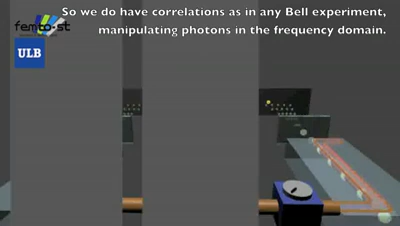 So we do have correlations as in any Bell experiment,
manipulating photons in the frequency domain.
femto-st
ULB